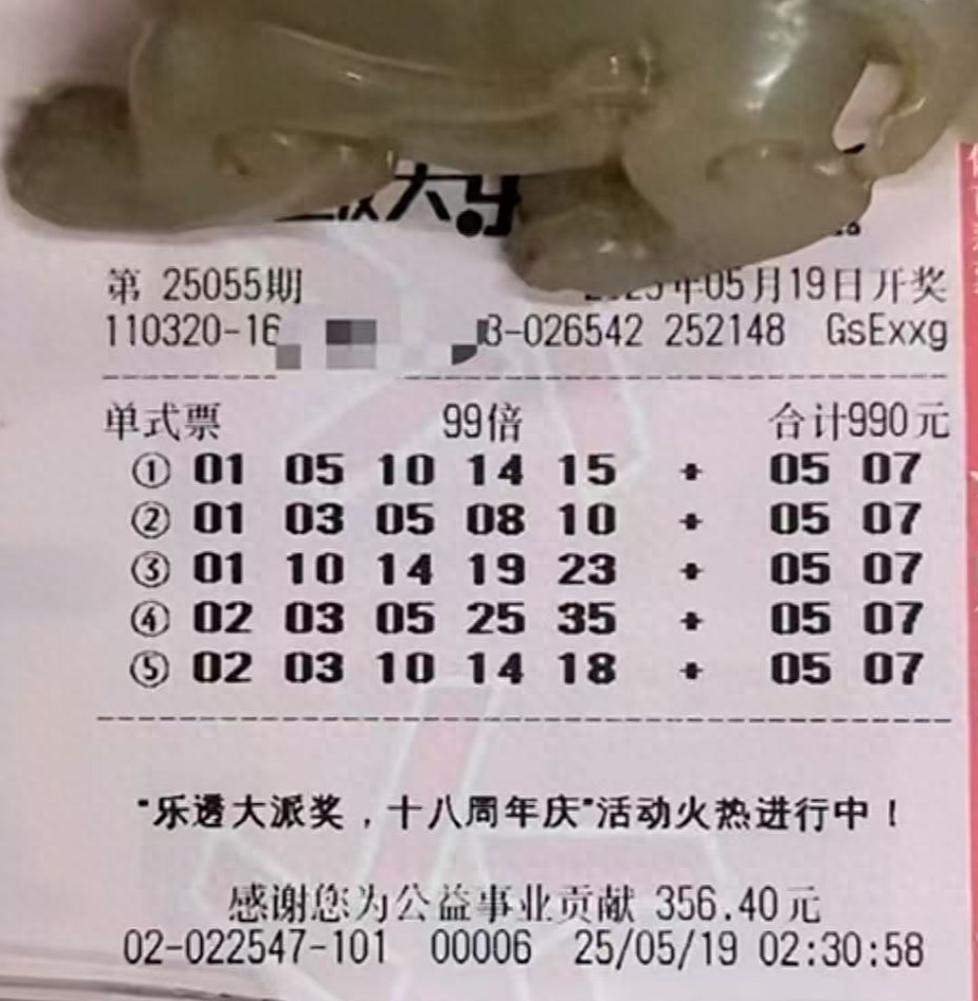 大乐
第 25055期 2025年05月19日开奖
110320-16 3-026542 252148 GsExxg
单式票 99倍 合计990元
① 01 05 10 14 15 + 05 07
② 01 03 05 08 10 + 05 07
③ 01 10 14 19 23 + 05 07
④ 02 03 05 25 35 + 05 07
⑤ 02 03 10 14 18 + 05 07
"乐透大派奖，十八周年庆"活动火热进行中！
感谢您为公益事业贡献 356.40元
02-022547-101 00006 25/05/19 02:30:58